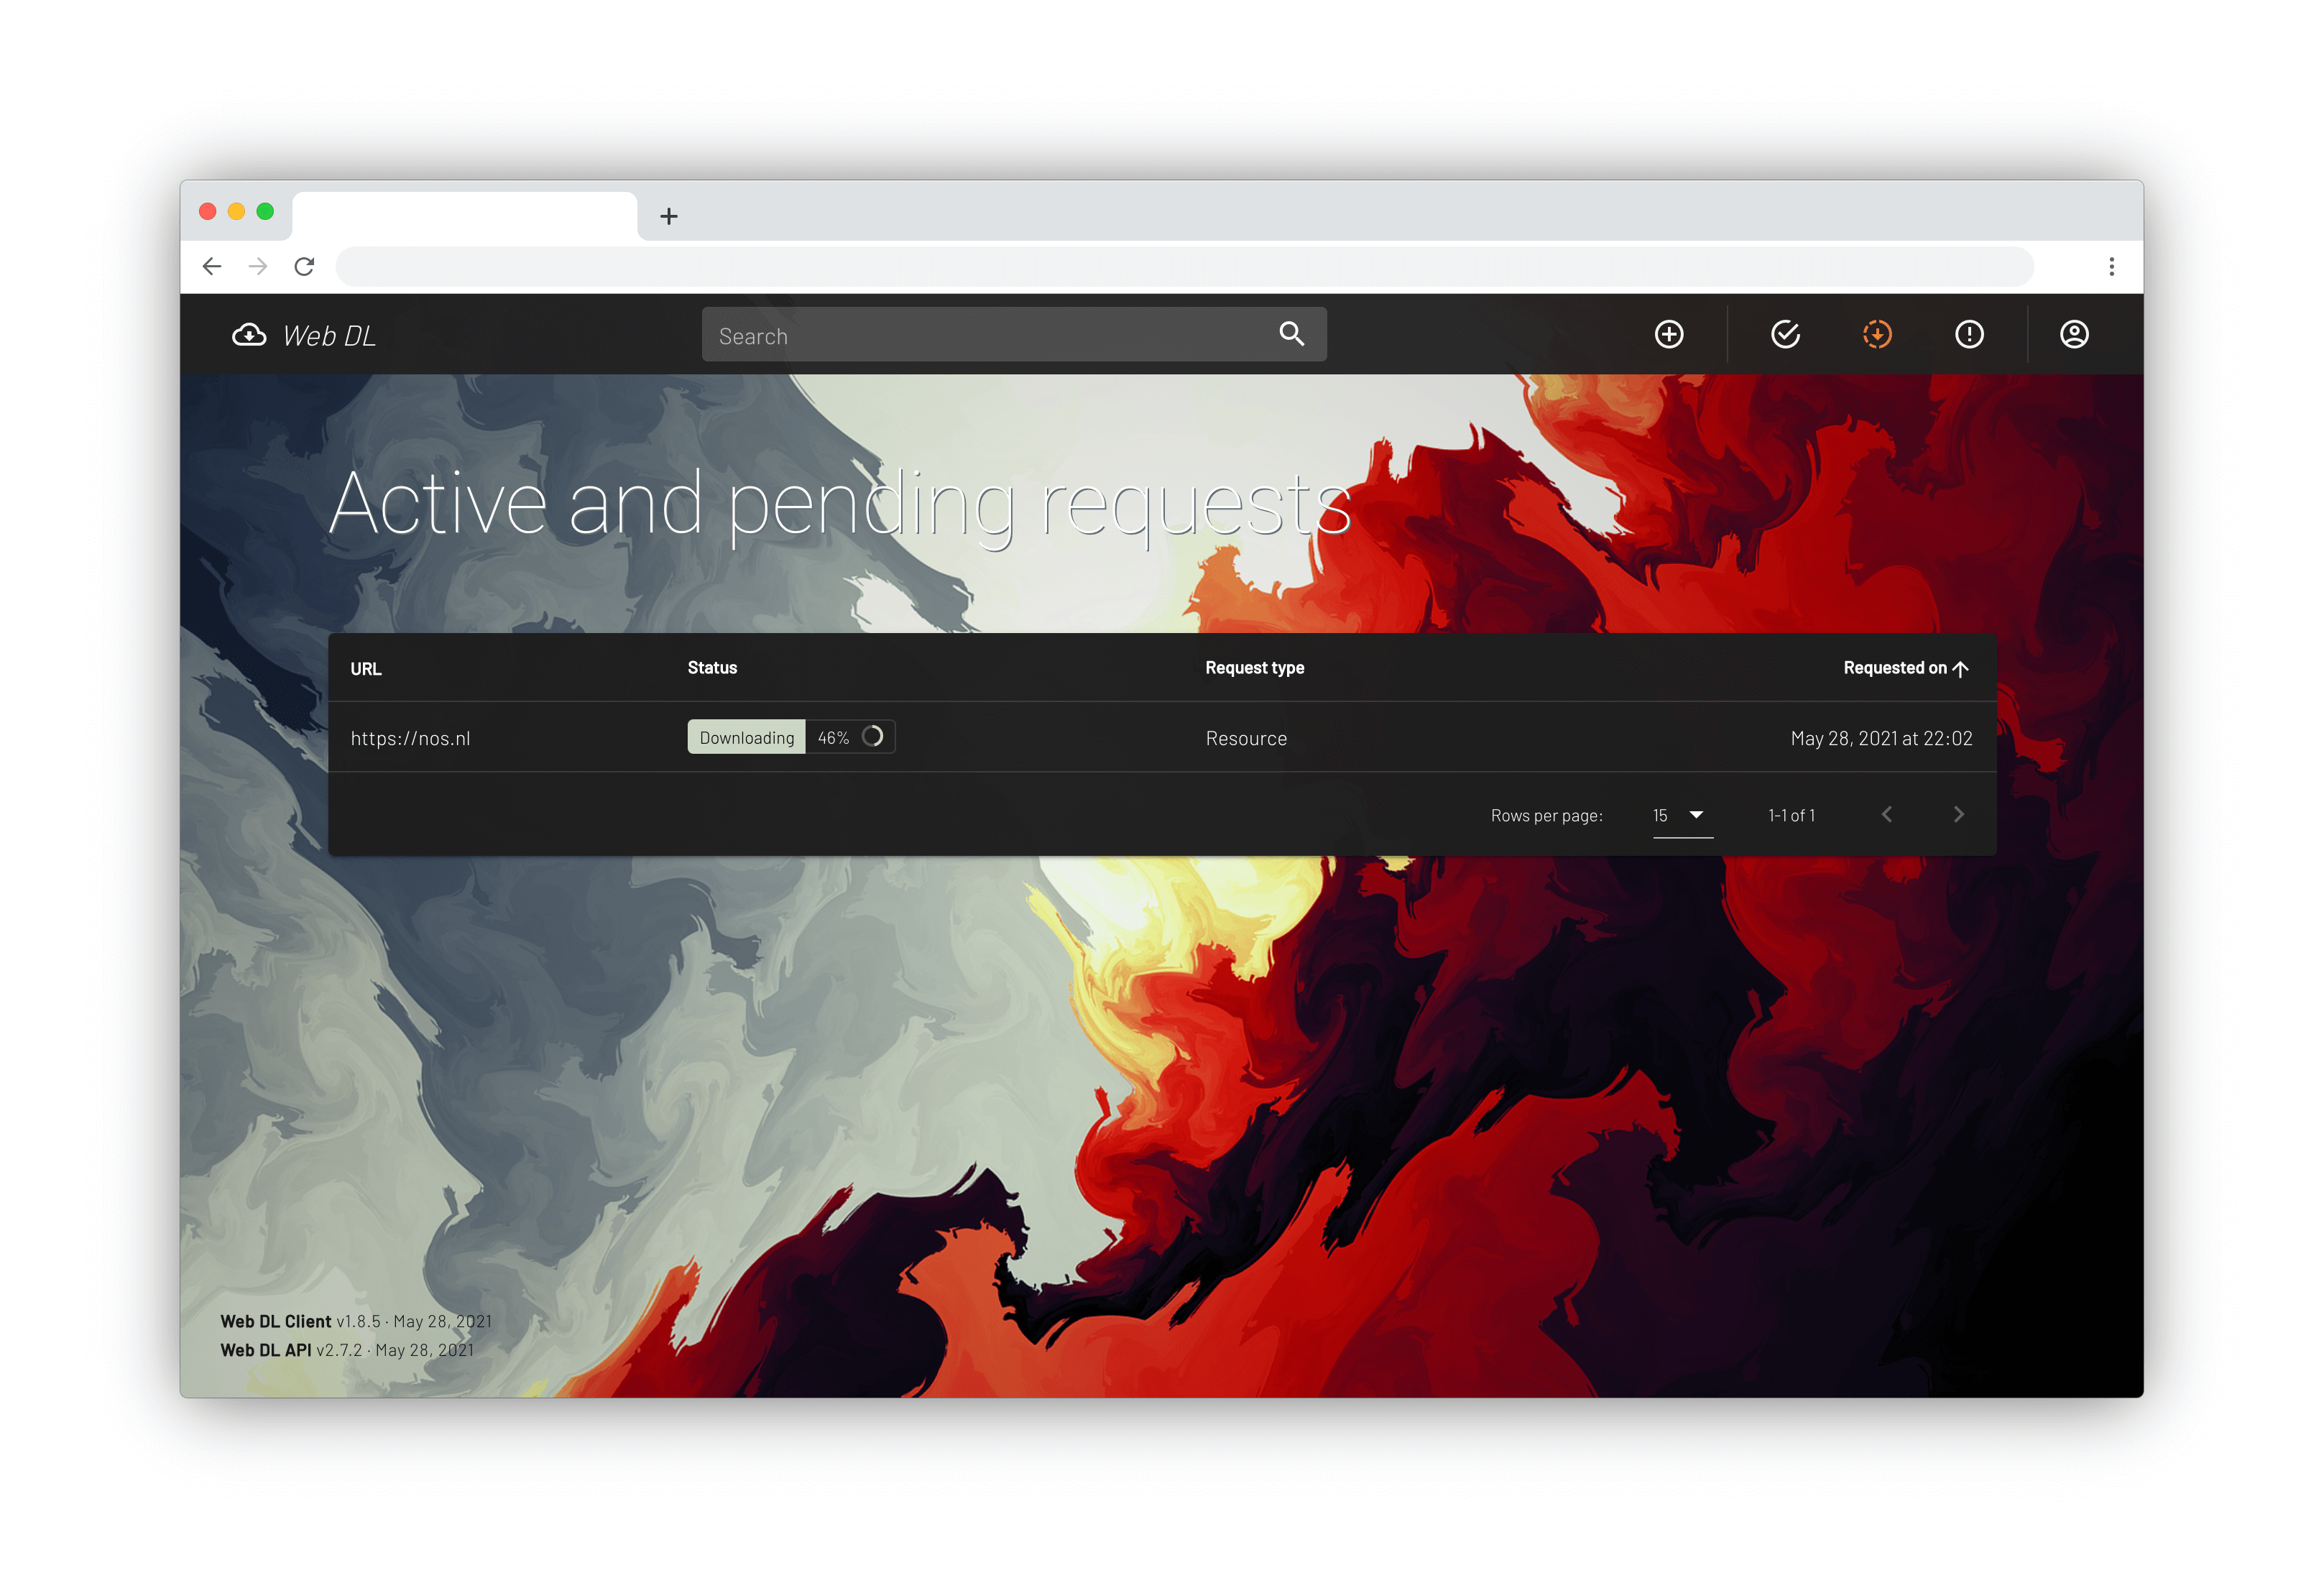 Web DL
Search
Active and pending requests
URL Status Request type Requested on
https://nos.nl Downloading 46% Resource May 28, 2021 at 22:02
Rows per page: 15 1-1 of 1
Web DL Client v1.8.5 · May 28, 2021
Web DL API v2.7.2 · May 28, 2021